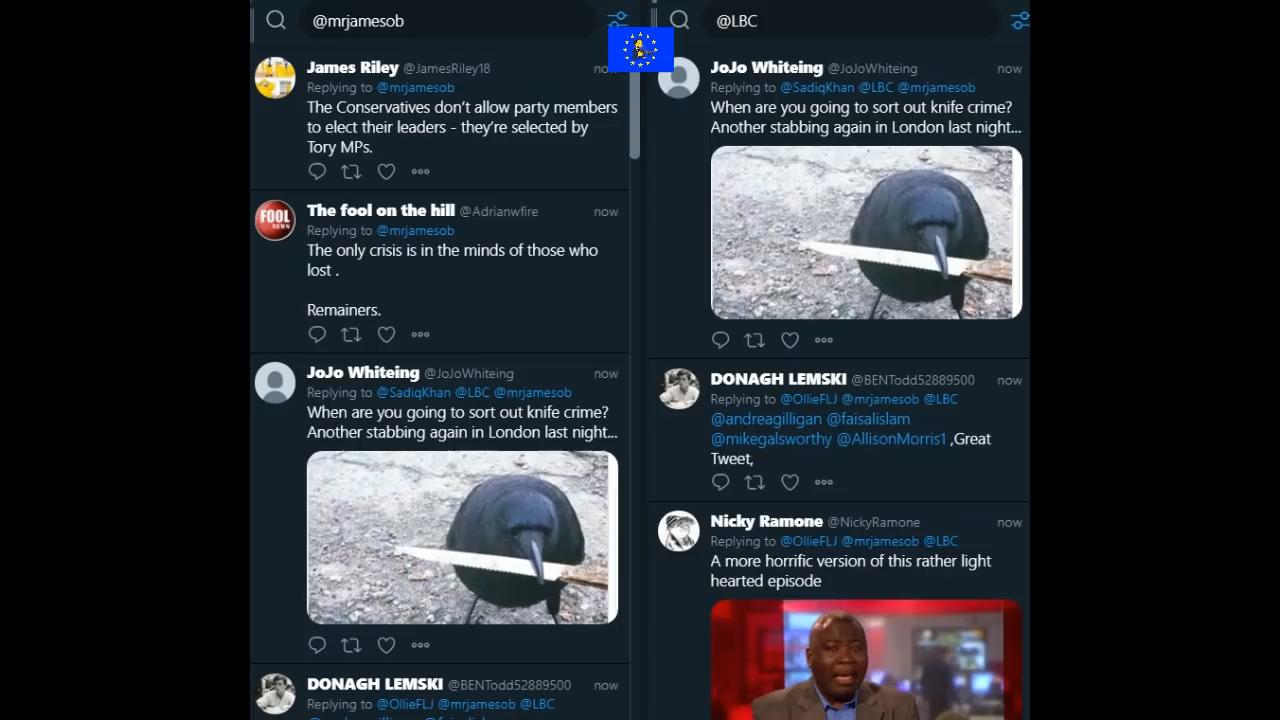 @mrjamesob
James Riley @JamesRiley18
Replying to @mrjamesob
The Conservatives don't allow party members
to elect their leaders - they're selected by
Tory MPs.
FOOL
NEWS
The fool on the hill @Adrianwfire now
Replying to @mrjamesob
The only crisis is in the minds of those who
lost .
Remainers.
JoJo Whiteing @JoJoWhiteing now
Replying to @SadiqKhan @LBC @mrjamesob
When are you going to sort out knife crime?
Another stabbing again in London last night...
DONAGH LEMSKI @BENTodd52889500 now
Replying to @OllieFLJ @mrjamesob @LBC
@LBC
JoJo Whiteing @JoJoWhiteing now
Replying to @SadiqKhan @LBC @mrjamesob
When are you going to sort out knife crime?
Another stabbing again in London last night...
DONAGH LEMSKI @BENTodd52889500 now
Replying to @OllieFLJ @mrjamesob @LBC
@andreagilligan @faisalislam
@mikegalsworthy @AllisonMorris1 ,Great
Tweet,
Nicky Ramone @NickyRamone now
Replying to @OllieFLJ @mrjamesob @LBC
A more horrific version of this rather light
hearted episode